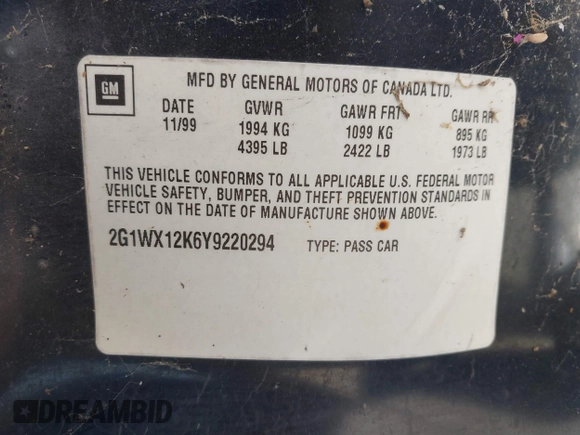 GM
MFD BY GENERAL MOTORS OF CANADA LTD.
DATE GVWR GAWR FRT GAWR RR
11/99 1994 KG 1099 KG 895 KG
4395 LB 2422 LB 1973 LB
THIS VEHICLE CONFORMS TO ALL APPLICABLE U.S. FEDERAL MOTOR
VEHICLE SAFETY, BUMPER, AND THEFT PREVENTION STANDARDS IN
EFFECT ON THE DATE OF MANUFACTURE SHOWN ABOVE.
2G1WX12K6Y9220294 TYPE: PASS CAR
DREAMBID